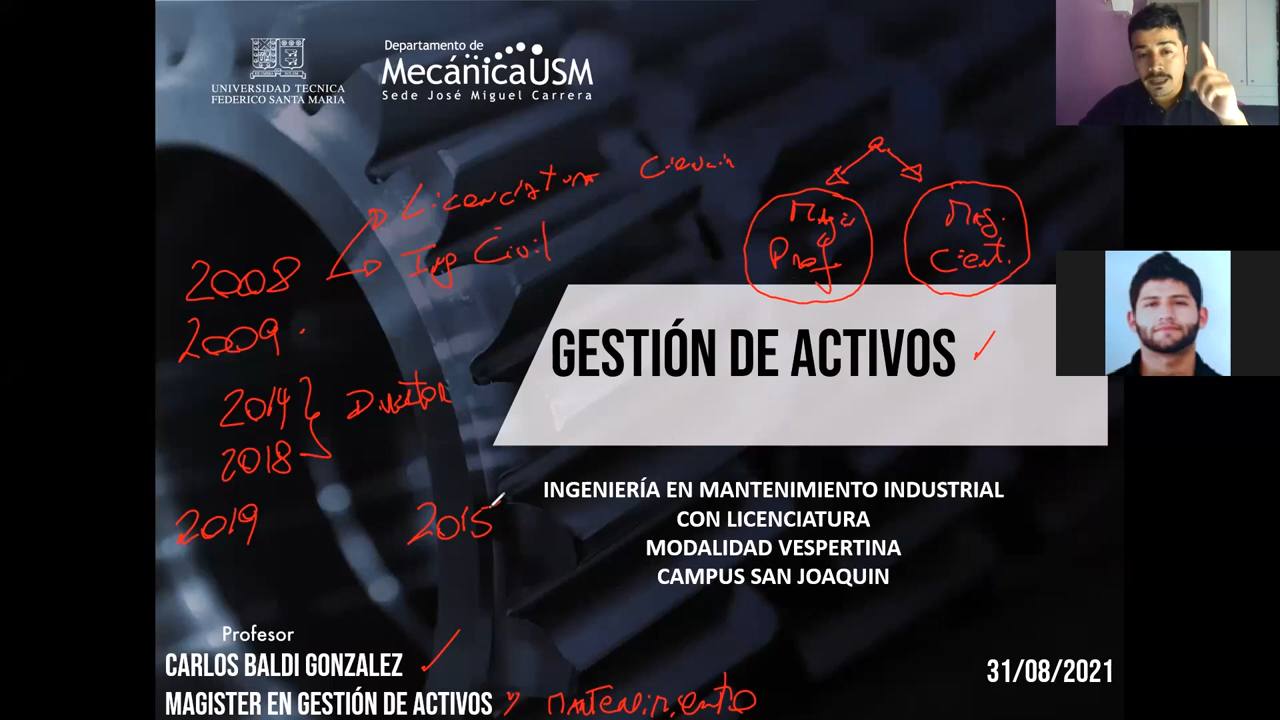 UNIVERSIDAD TECNICA
FEDERICO SANTA MARIA
Departamento de
MecánicaUSM
Sede José Miguel Carrera
Licenciatura Ciencia
Ing Civil
2008
2009
2014
2018
Director
2019
2015
Magis
Prof
Mag.
Cient.
GESTIÓN DE ACTIVOS
INGENIERÍA EN MANTENIMIENTO INDUSTRIAL
CON LICENCIATURA
MODALIDAD VESPERTINA
CAMPUS SAN JOAQUIN
Profesor
CARLOS BALDI GONZALEZ
MAGISTER EN GESTIÓN DE ACTIVOS y mantenimiento
31/08/2021